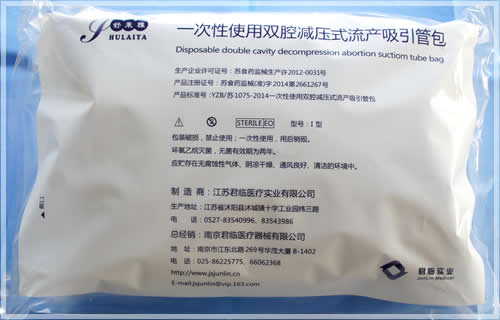 舒莱雅
HULAIYA
一次性使用双腔减压式流产吸引管包
Disposable double cavity decompression abortion suctiom tube bag
生产企业许可证号：苏食药监械生产许2012-0031号
产品注册证号：苏食药监械(准)字2014第2661267号
产品标准号：YZB/苏1075-2014一次性使用双腔减压式流产吸引管包
STERILE EO 型号：I型
包装破损，禁止使用；一次性使用，用后销毁。
环氧乙烷灭菌，无菌有效期为两年。
应贮存在无腐蚀性气体、阴凉干燥、通风良好、清洁的环境中。
制造商：江苏君临医疗实业有限公司
生产地址：江苏省沭阳县沭城镇十字工业园纬三路
电话：0527-83540996、83543986
总经销：南京君临医疗器械有限公司
地址：南京市江东北路269号华茂大厦B-1402
电话：025-86225775、66062368
http://www.jsjunlin.cn
E-mail:jsjunlin@vip.163.com
君临实业
JunLin Medical